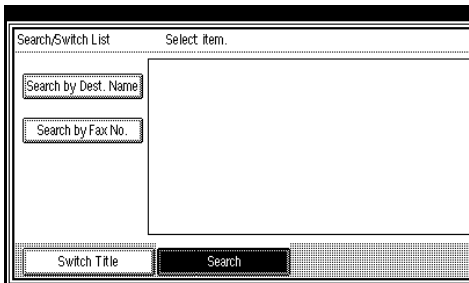 Search/Switch List Select item.
Search by Dest. Name
Search by Fax No.
Switch Title Search